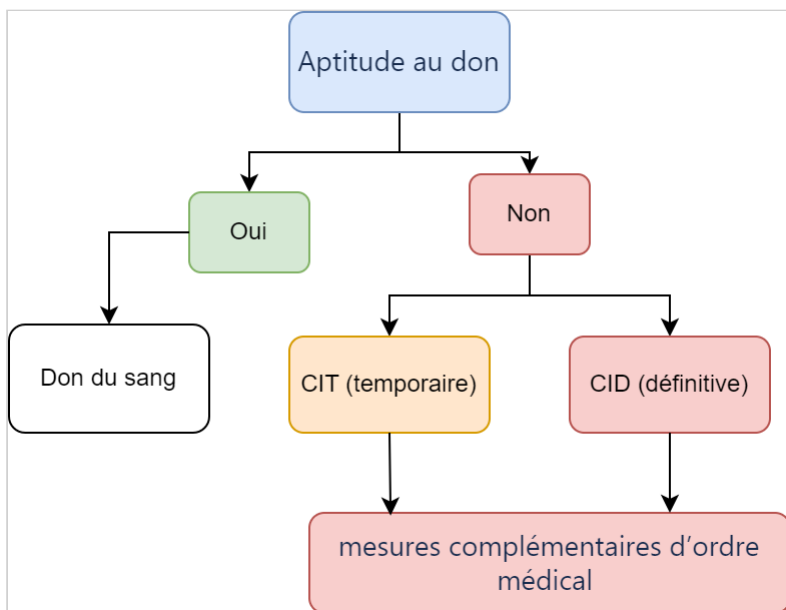 Aptitude au don
Oui
Non
Don du sang
CIT (temporaire)
CID (définitive)
mesures complémentaires d’ordre
médical